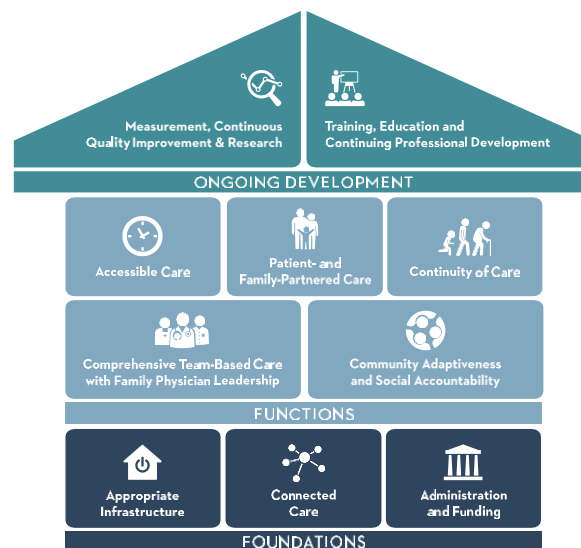 Measurement, Continuous
Quality Improvement & Research
Training, Education and
Continuing Professional Development
ONGOING DEVELOPMENT
Accessible Care
Patient- and
Family-Partnered Care
Continuity of Care
Comprehensive Team-Based Care
with Family Physician Leadership
Community Adaptiveness
and Social Accountability
FUNCTIONS
Appropriate
Infrastructure
Connected
Care
Administration
and Funding
FOUNDATIONS